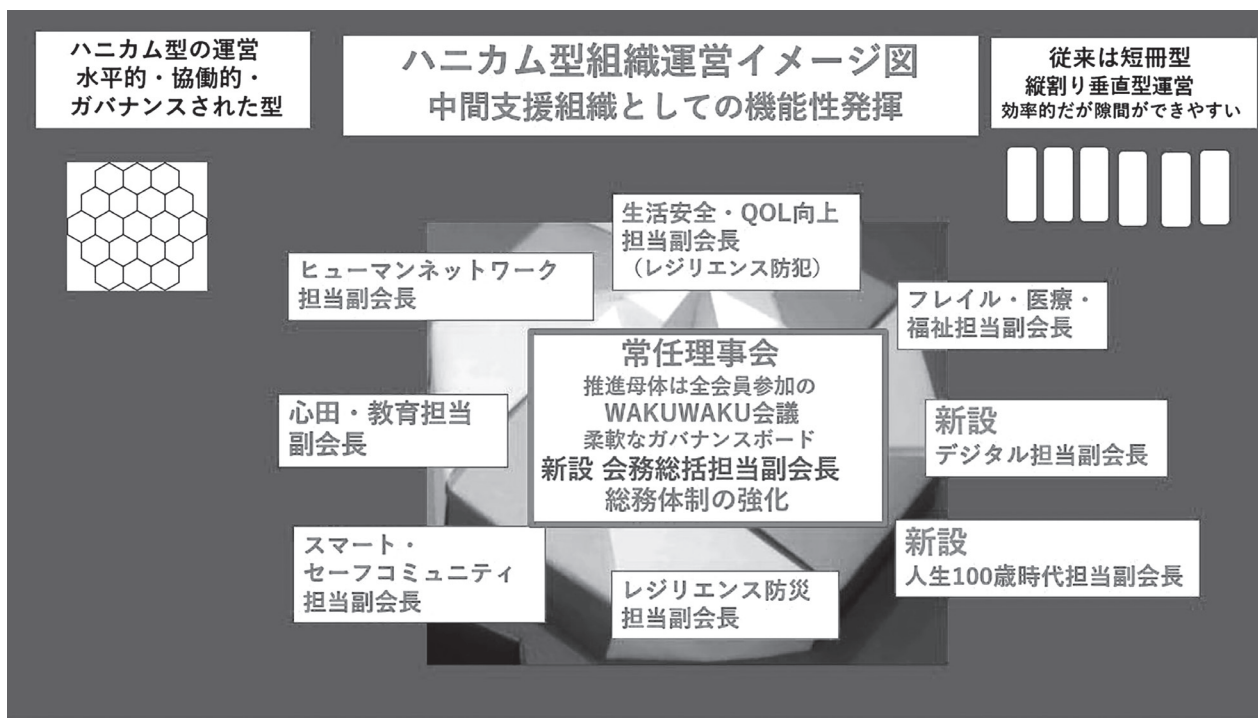 ハニカム型の運営
水平的・協働的・
ガバナンスされた型
ハニカム型組織運営イメージ図
中間支援組織としての機能性発揮
従来は短冊型
縦割り垂直型運営
効率的だが隙間ができやすい
生活安全・QOL向上
担当副会長
（レジリエンス防犯）
ヒューマンネットワーク
担当副会長
フレイル・医療・
福祉担当副会長
常任理事会
推進母体は全会員参加の
WAKUWAKU会議
柔軟なガバナンスボード
新設 会務総括担当副会長
総務体制の強化
心田・教育担当
副会長
新設
デジタル担当副会長
スマート・
セーフコミュニティ
担当副会長
レジリエンス防災
担当副会長
新設
人生100歳時代担当副会長